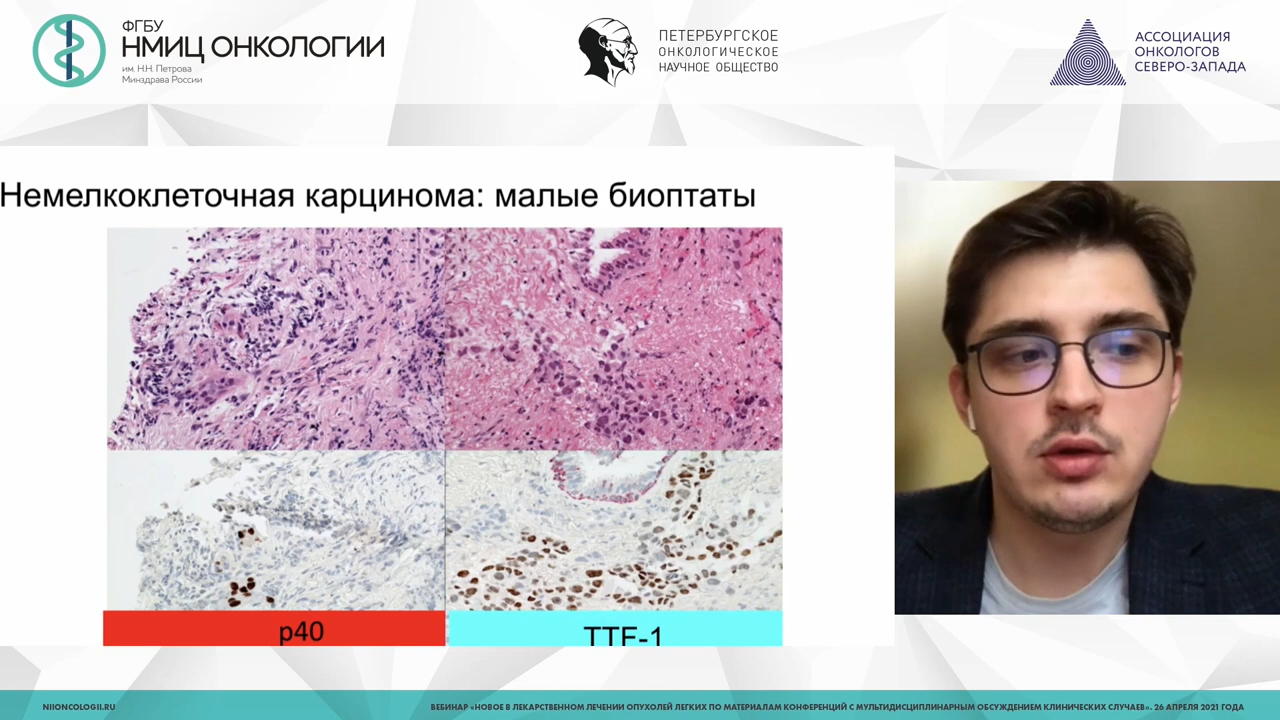 ФГБУ
НМИЦ ОНКОЛОГИИ
им. Н.Н. Петрова
Минздрава России
ПЕТЕРБУРГСКОЕ
ОНКОЛОГИЧЕСКОЕ
НАУЧНОЕ ОБЩЕСТВО
АССОЦИАЦИЯ
ОНКОЛОГОВ
СЕВЕРО-ЗАПАДА
Немелкоклеточная карцинома: малые биоптаты
p40
TTF-1
NIIONCOLOGII.RU
ВЕБИНАР «НОВОЕ В ЛЕКАРСТВЕННОМ ЛЕЧЕНИИ ОПУХОЛЕЙ ЛЕГКИХ ПО МАТЕРИАЛАМ КОНФЕРЕНЦИЙ С МУЛЬТИДИСЦИПЛИНАРНЫМ ОБСУЖДЕНИЕМ КЛИНИЧЕСКИХ СЛУЧАЕВ». 26 АПРЕЛЯ 2021 ГОДА